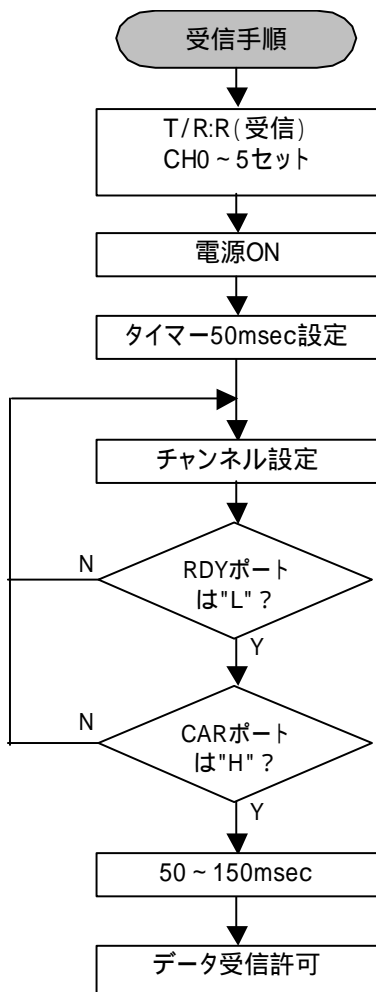 受信手順
T/R:R(受信)
CH0~5セット
電源ON
タイマー50msec設定
チャンネル設定
N
RDYポート
は"L"?
Y
N
CARポート
は"H"?
Y
50~150msec
データ受信許可